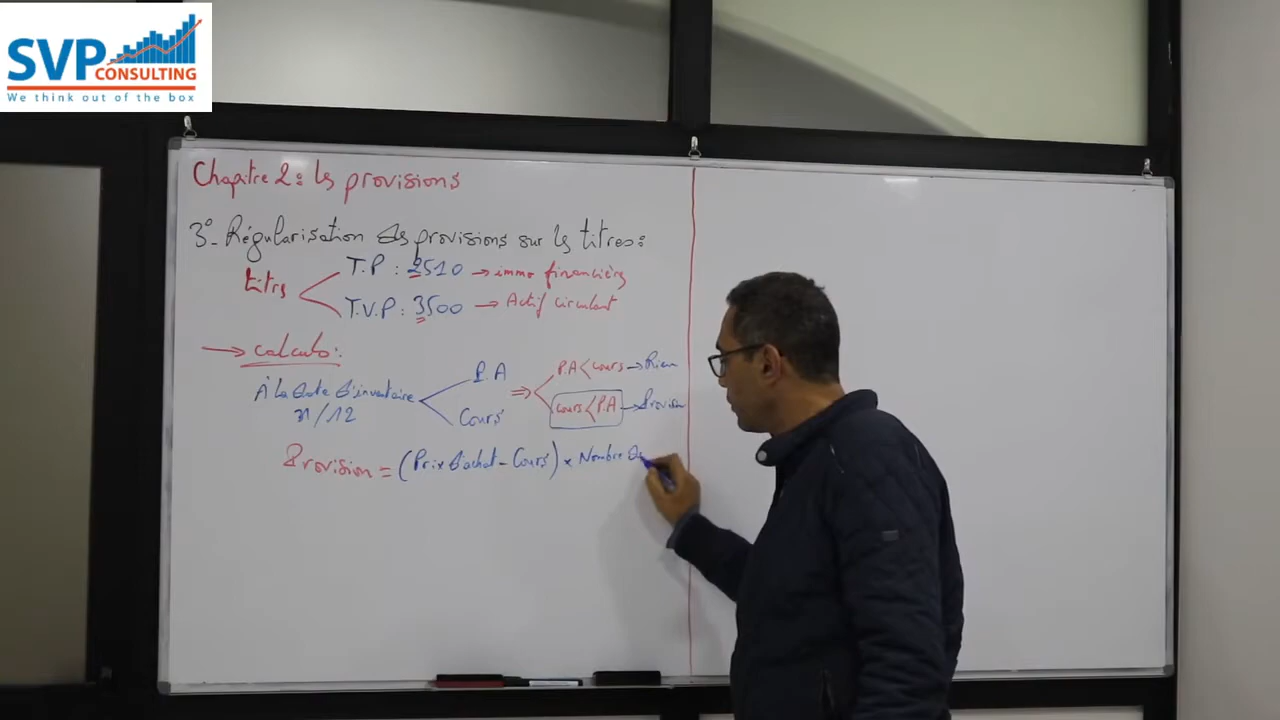 SVP
CONSULTING
We think out of the box
Chapitre 2: les provisions
3°- Régularisation des provisions sur les titres:
titres
T.P : 2510 → immo financières
T.V.P : 3500 → Actif circulant
→ calculs:
À la date d'inventaire
31/12
P.A
Cours
⇒
P.A < cours → Rien
cours < P.A → Provision
Provision = (Prix d'achat - Cours) × Nombre de